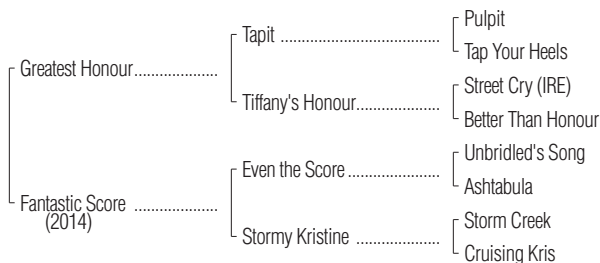 Pulpit
Tapit ........................................
Tap Your Heels
Greatest Honour.....................
Street Cry (IRE)
Tiffany's Honour.....................
Better Than Honour
Unbridled's Song
Even the Score.......................
Ashtabula
Fantastic Score .....................
(2014)
Storm Creek
Stormy Kristine .....................
Cruising Kris